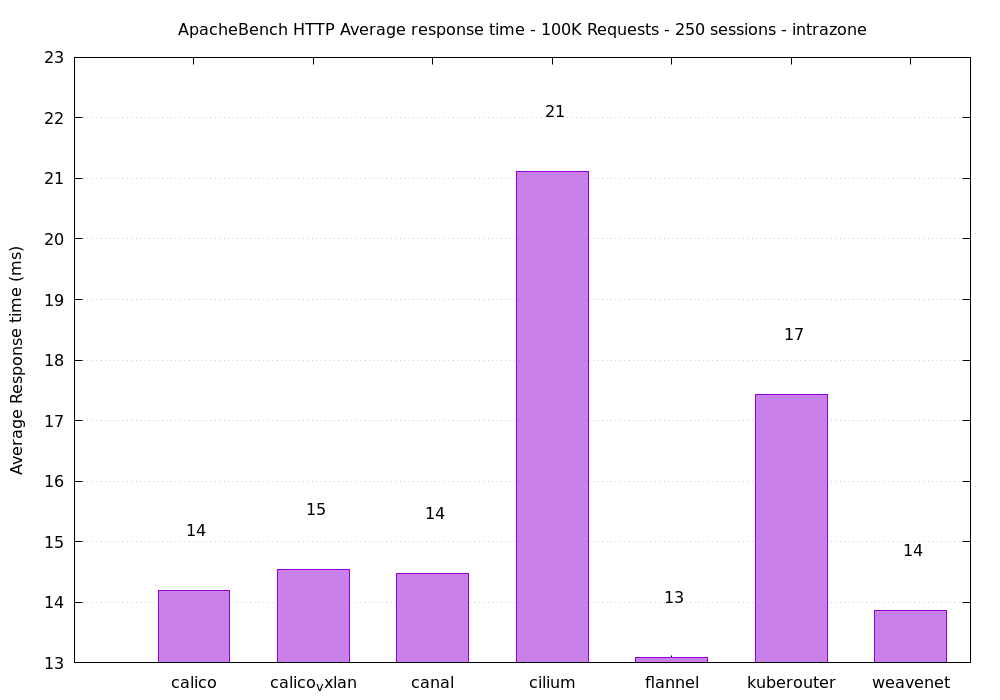 ApacheBench HTTP Average response time - 100K Requests - 250 sessions - intrazone
23
22
21
20
19
18
17
16
15
14
13
Average Response time (ms)
14
15
14
21
13
17
14
calico
calicovxlan
canal
cilium
flannel
kuberouter
weavenet